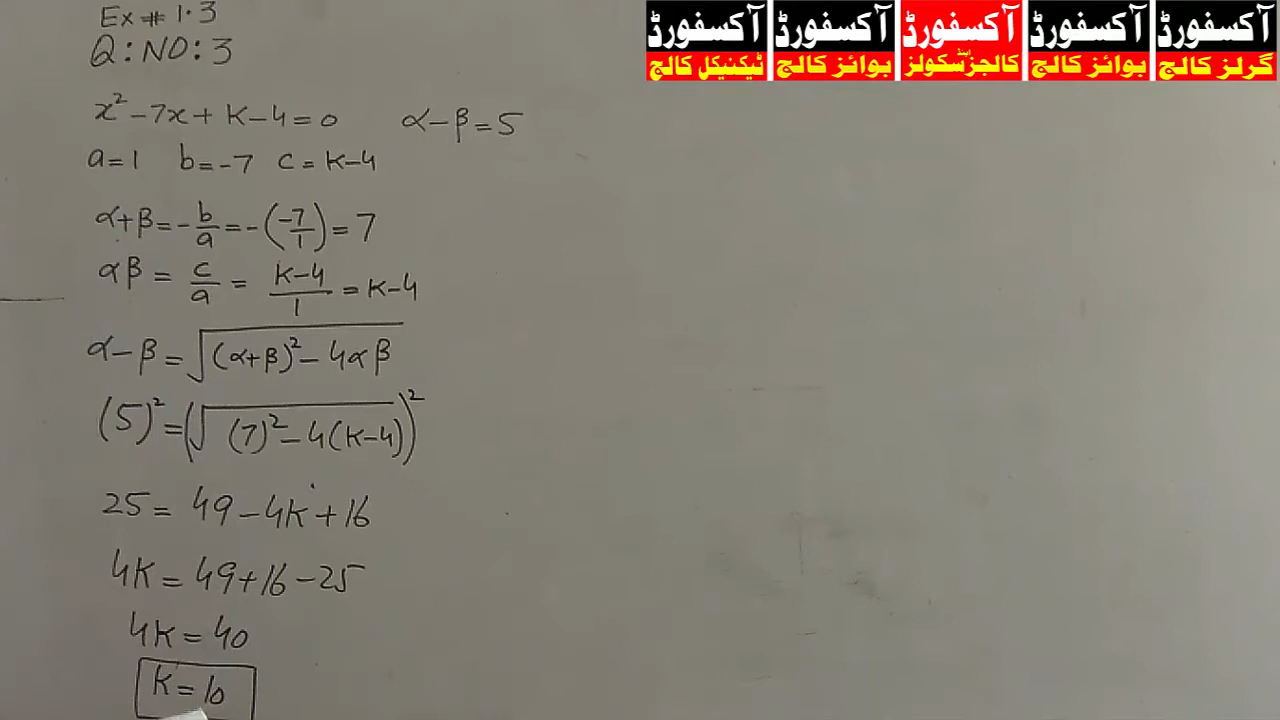 Ex # 1.3
Q:NO:3
x² - 7x + K - 4 = 0 α - β = 5
a = 1 b = -7 c = K-4
α + β = - b/a = - (-7/1) = 7
αβ = c/a = K-4/1 = K-4
α - β = √(α+β)² - 4αβ
(5)² = (√(7)² - 4(K-4))²
25 = 49 - 4K + 16
4K = 49 + 16 - 25
4K = 40
K = 10
آکسفورڈ آکسفورڈ آکسفورڈ آکسفورڈ آکسفورڈ
گرلز کالج بوائز کالج کالجز اینڈ سکولز بوائز کالج ٹیکنیکل کالج